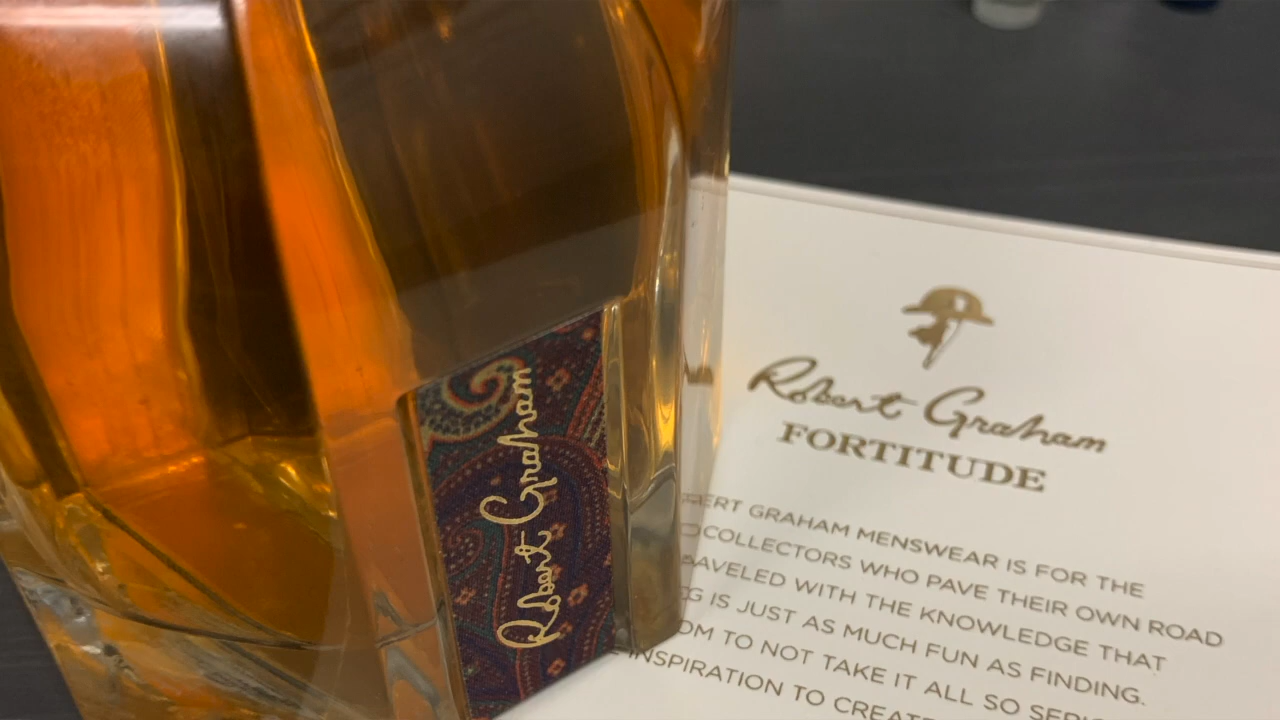 Robert Graham
Robert Graham
FORTITUDE
GRAHAM MENSWEAR IS FOR THE
COLLECTORS WHO PAVE THEIR OWN ROAD
WITH THE KNOWLEDGE THAT
IS JUST AS MUCH FUN AS FINDING.
TO NOT TAKE IT ALL SO
INSPIRATION TO